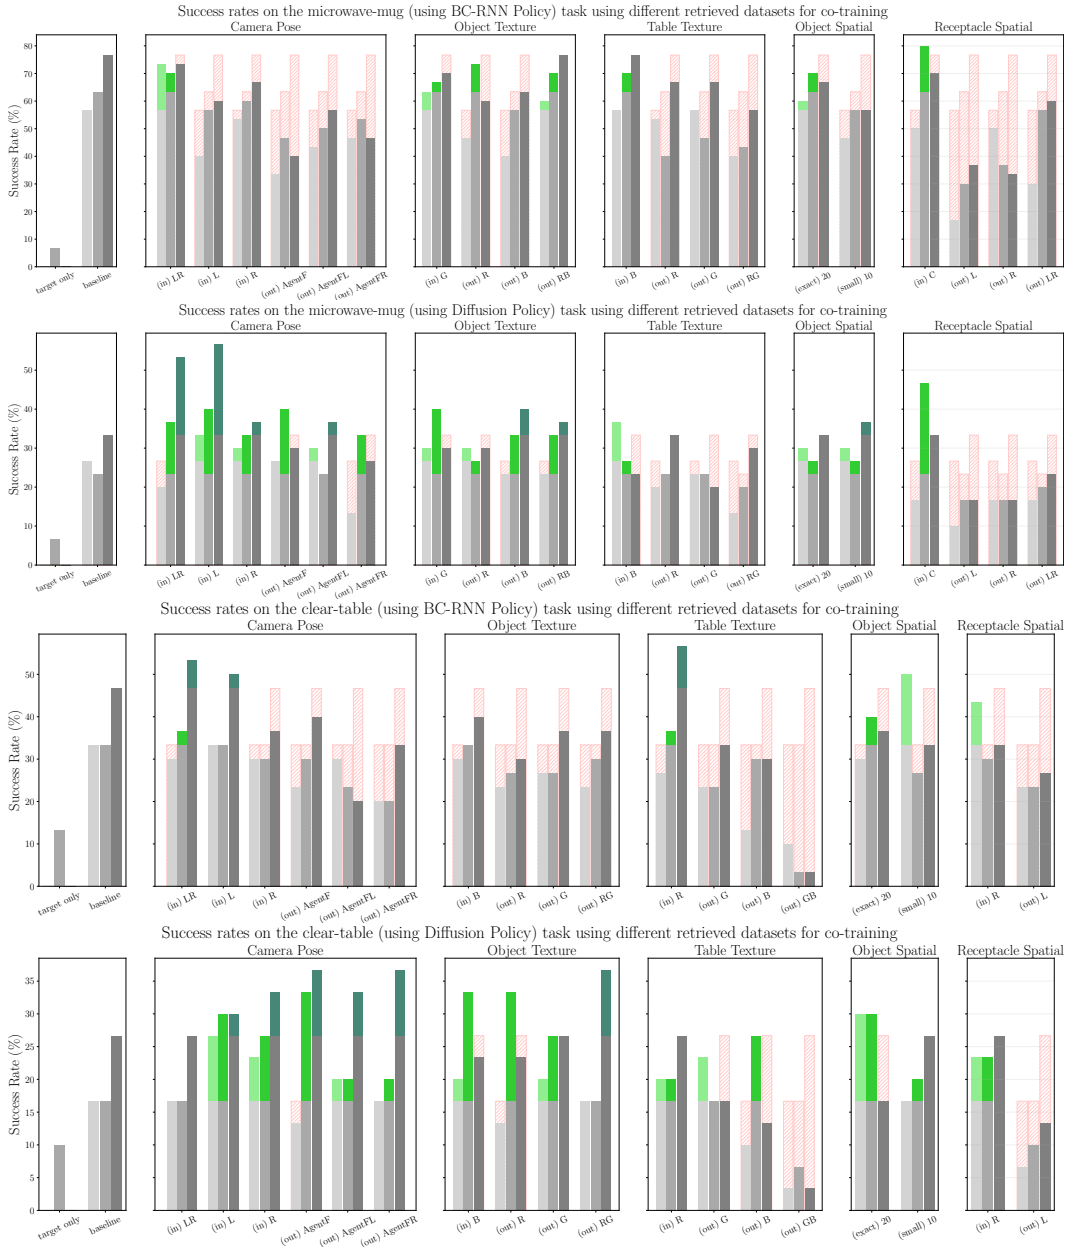 Success rates on the microwave-mug (using BC-RNN Policy) task using different retrieved datasets for co-training
Camera Pose Object Texture Table Texture Object Spatial Receptacle Spatial
Success Rate (%)
80
70
60
50
40
30
20
10
0
target only baseline (in) LR (in) L (in) R (out) AgentF (out) AgentFL (out) AgentFR (in) G (out) R (out) B (out) RB (in) B (out) R (out) G (out) RG (exact) 20 (small) 10 (in) C (out) L (out) R (out) LR
Success rates on the microwave-mug (using Diffusion Policy) task using different retrieved datasets for co-training
Camera Pose Object Texture Table Texture Object Spatial Receptacle Spatial
Success Rate (%)
50
40
30
20
10
0
target only baseline (in) LR (in) L (in) R (out) AgentF (out) AgentFL (out) AgentFR (in) G (out) R (out) B (out) RB (in) B (out) R (out) G (out) RG (exact) 20 (small) 10 (in) C (out) L (out) R (out) LR
Success rates on the clear-table (using BC-RNN Policy) task using different retrieved datasets for co-training
Camera Pose Object Texture Table Texture Object Spatial Receptacle Spatial
Success Rate (%)
50
40
30
20
10
0
target only baseline (in) LR (in) L (in) R (out) AgentF (out) AgentFL (out) AgentFR (in) B (out) R (out) G (out) RG (in) R (out) G (out) B (out) GB (exact) 20 (small) 10 (in) R (out) L
Success rates on the clear-table (using Diffusion Policy) task using different retrieved datasets for co-training
Camera Pose Object Texture Table Texture Object Spatial Receptacle Spatial
Success Rate (%)
35
30
25
20
15
10
5
0
target only baseline (in) LR (in) L (in) R (out) AgentF (out) AgentFL (out) AgentFR (in) B (out) R (out) G (out) RG (in) R (out) G (out) B (out) GB (exact) 20 (small) 10 (in) R (out) L